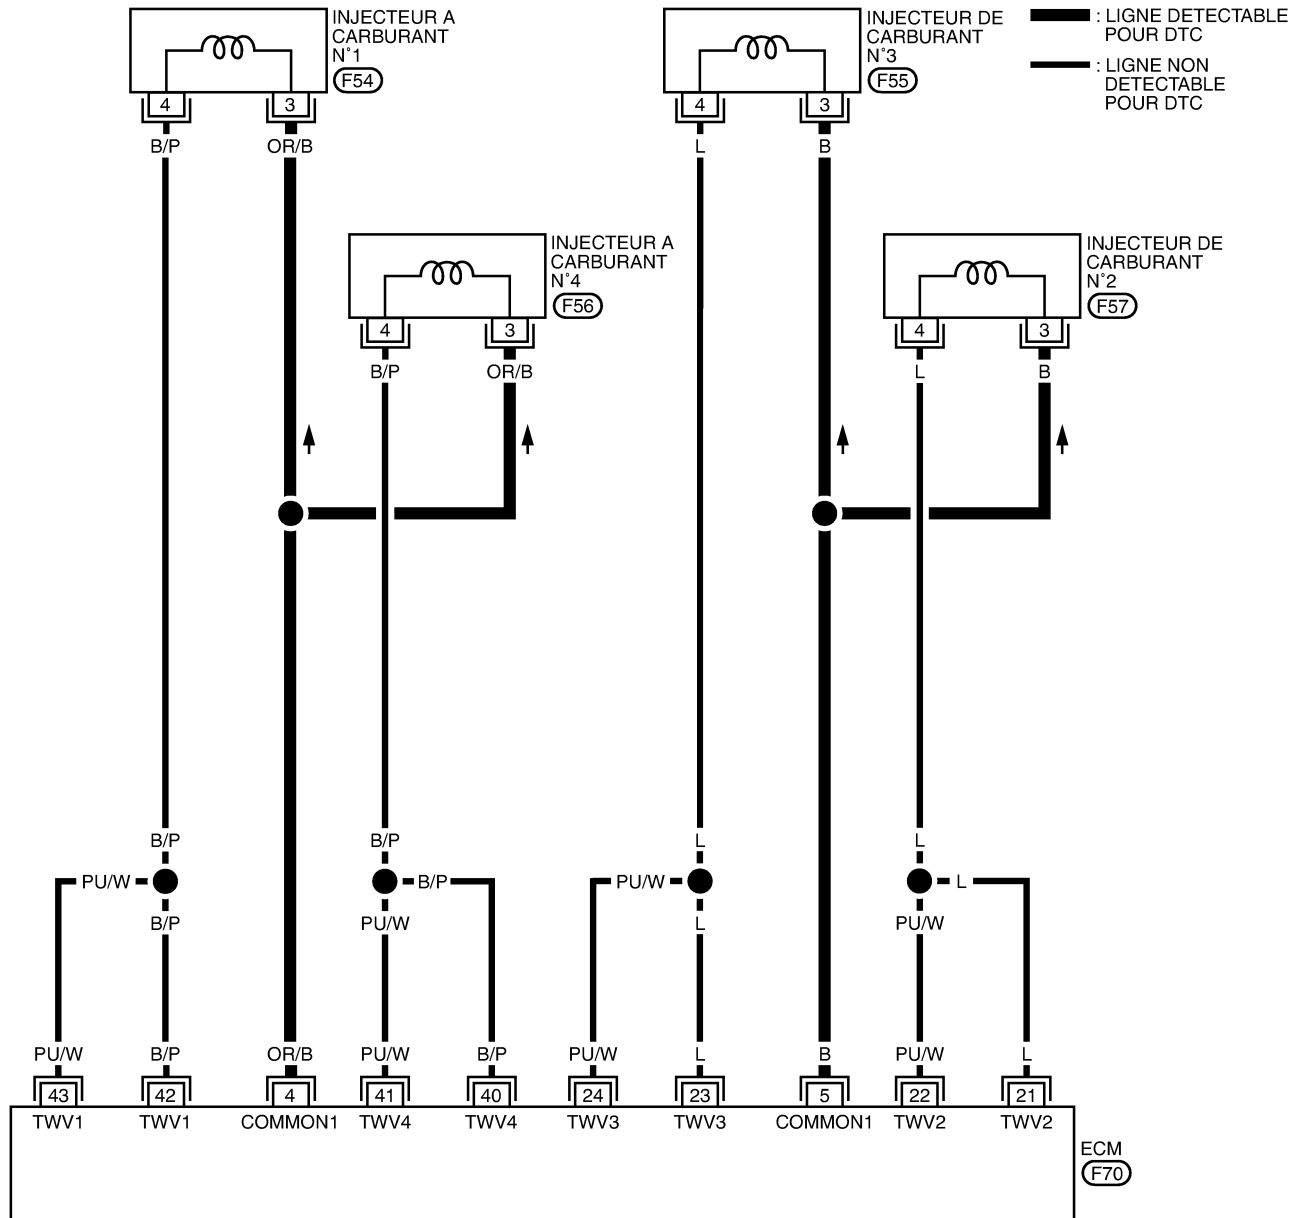 INJECTEUR A
CARBURANT
N˚1
F54
INJECTEUR DE
CARBURANT
N˚3
F55
: LIGNE DETECTABLE
POUR DTC
: LIGNE NON
DETECTABLE
POUR DTC
4 3 4 3
B/P OR/B L B
INJECTEUR A
CARBURANT
N˚4
F56
INJECTEUR DE
CARBURANT
N˚2
F57
4 3 4 3
B/P OR/B L B
B/P B/P L L
PU/W B/P PU/W L
B/P PU/W L PU/W
PU/W B/P OR/B PU/W B/P PU/W L B PU/W L
43 42 4 41 40 24 23 5 22 21
TWV1 TWV1 COMMON1 TWV4 TWV4 TWV3 TWV3 COMMON1 TWV2 TWV2
ECM
F70